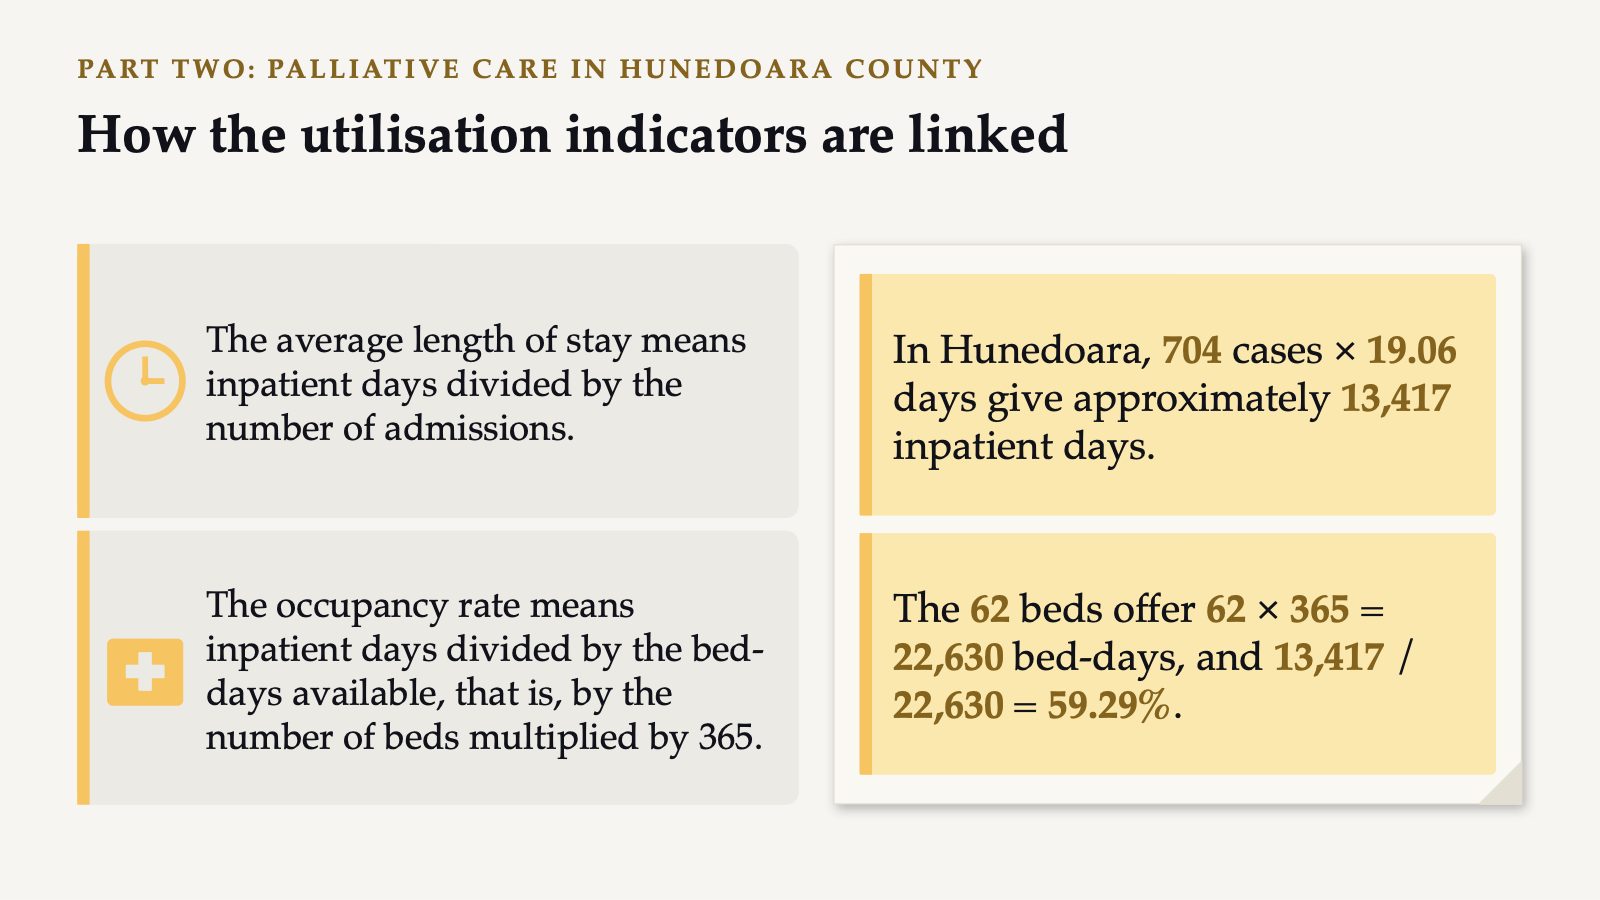 PART TWO: PALLIATIVE CARE IN HUNEDOARA COUNTY
How the utilisation indicators are linked
The average length of stay means
inpatient days divided by the
number of admissions.
The occupancy rate means
inpatient days divided by the bed-
days available, that is, by the
number of beds multiplied by 365.
In Hunedoara, 704 cases × 19.06
days give approximately 13,417
inpatient days.
The 62 beds offer 62 × 365 =
22,630 bed-days, and 13,417 /
22,630 = 59.29%.